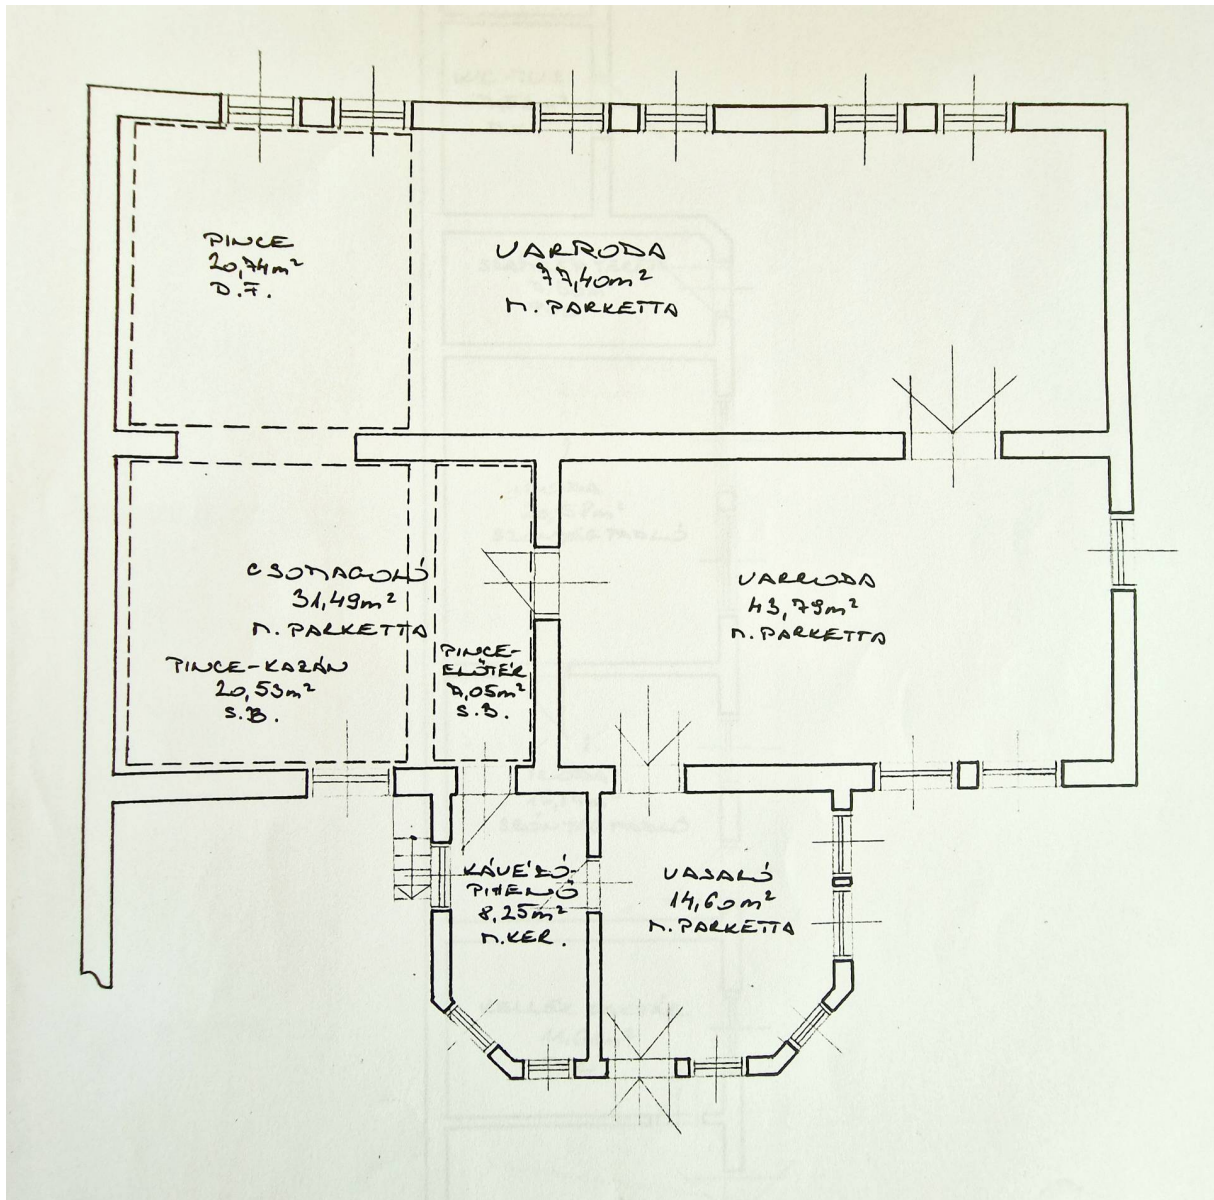 PINCE
20,74m²
D.F.
VARRODA
77,40m²
M. PARKETTA
CSOMAGOLÓ
31,49m²
M. PARKETTA
PINCE-KAZÁN
20,53m²
S.B.
PINCE-
ELŐTÉR
7,05m²
S.B.
VARRODA
43,79m²
M. PARKETTA
KÁVÉZÓ-
PIHENŐ
8,25m²
M.KER.
VASALÓ
14,60m²
M. PARKETTA